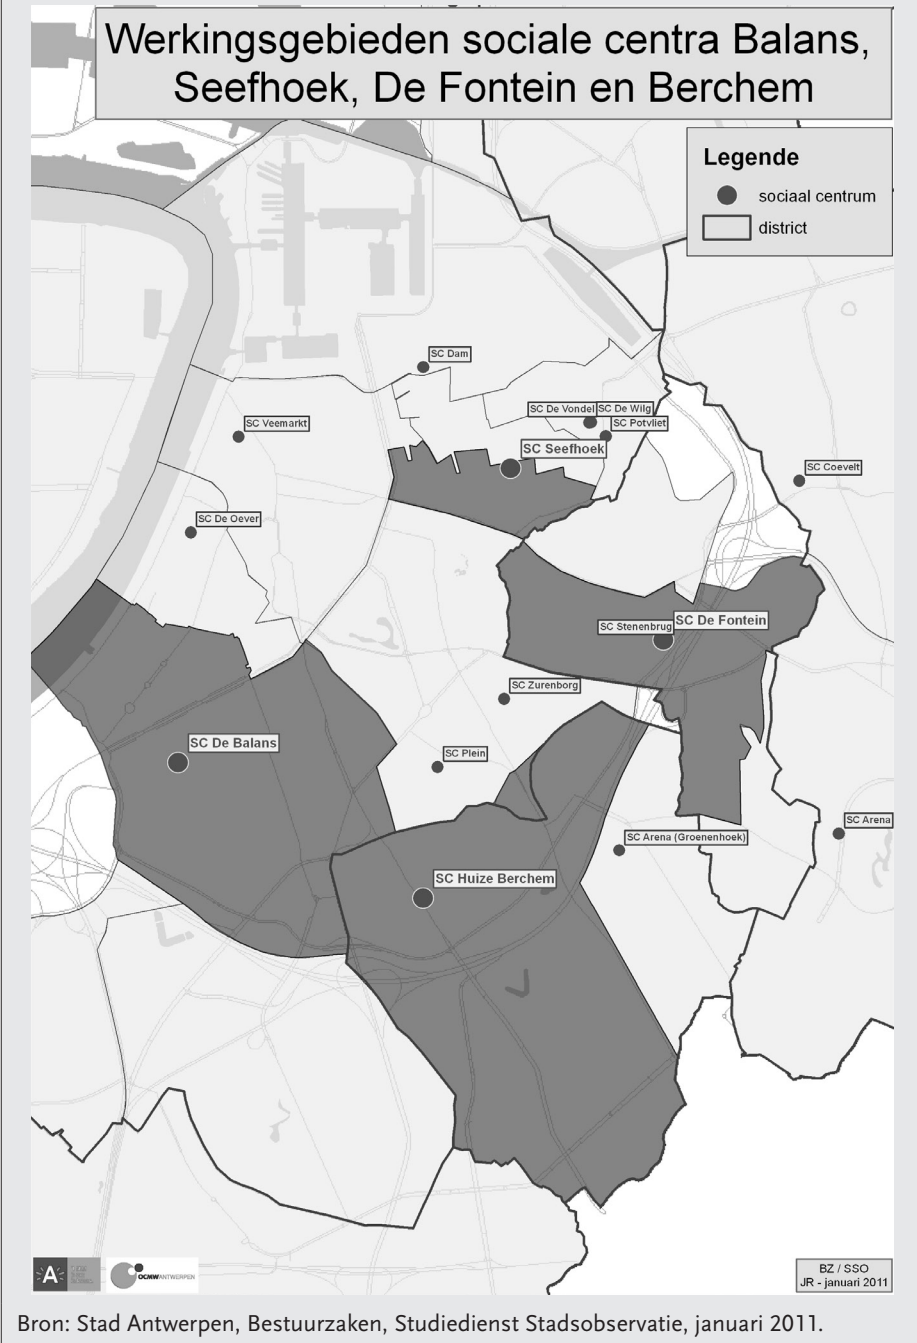 Werkingsgebieden sociale centra Balans,
Seefhoek, De Fontein en Berchem
Legende
sociaal centrum
district
SC Dam
SC De Vondel
SC De Wilg
SC Veemarkt
SC Potvliet
SC Seefhoek
SC Coevelt
SC De Oever
SC De Fontein
SC Stenenbrug
SC Zurenborg
SC De Balans
SC Plein
SC Arena
SC Arena (Groenenhoek)
SC Huize Berchem
A
OCMWANTWERPEN
BZ / SSO
JR - januari 2011
Bron: Stad Antwerpen, Bestuurzaken, Studiedienst Stadsobservatie, januari 2011.